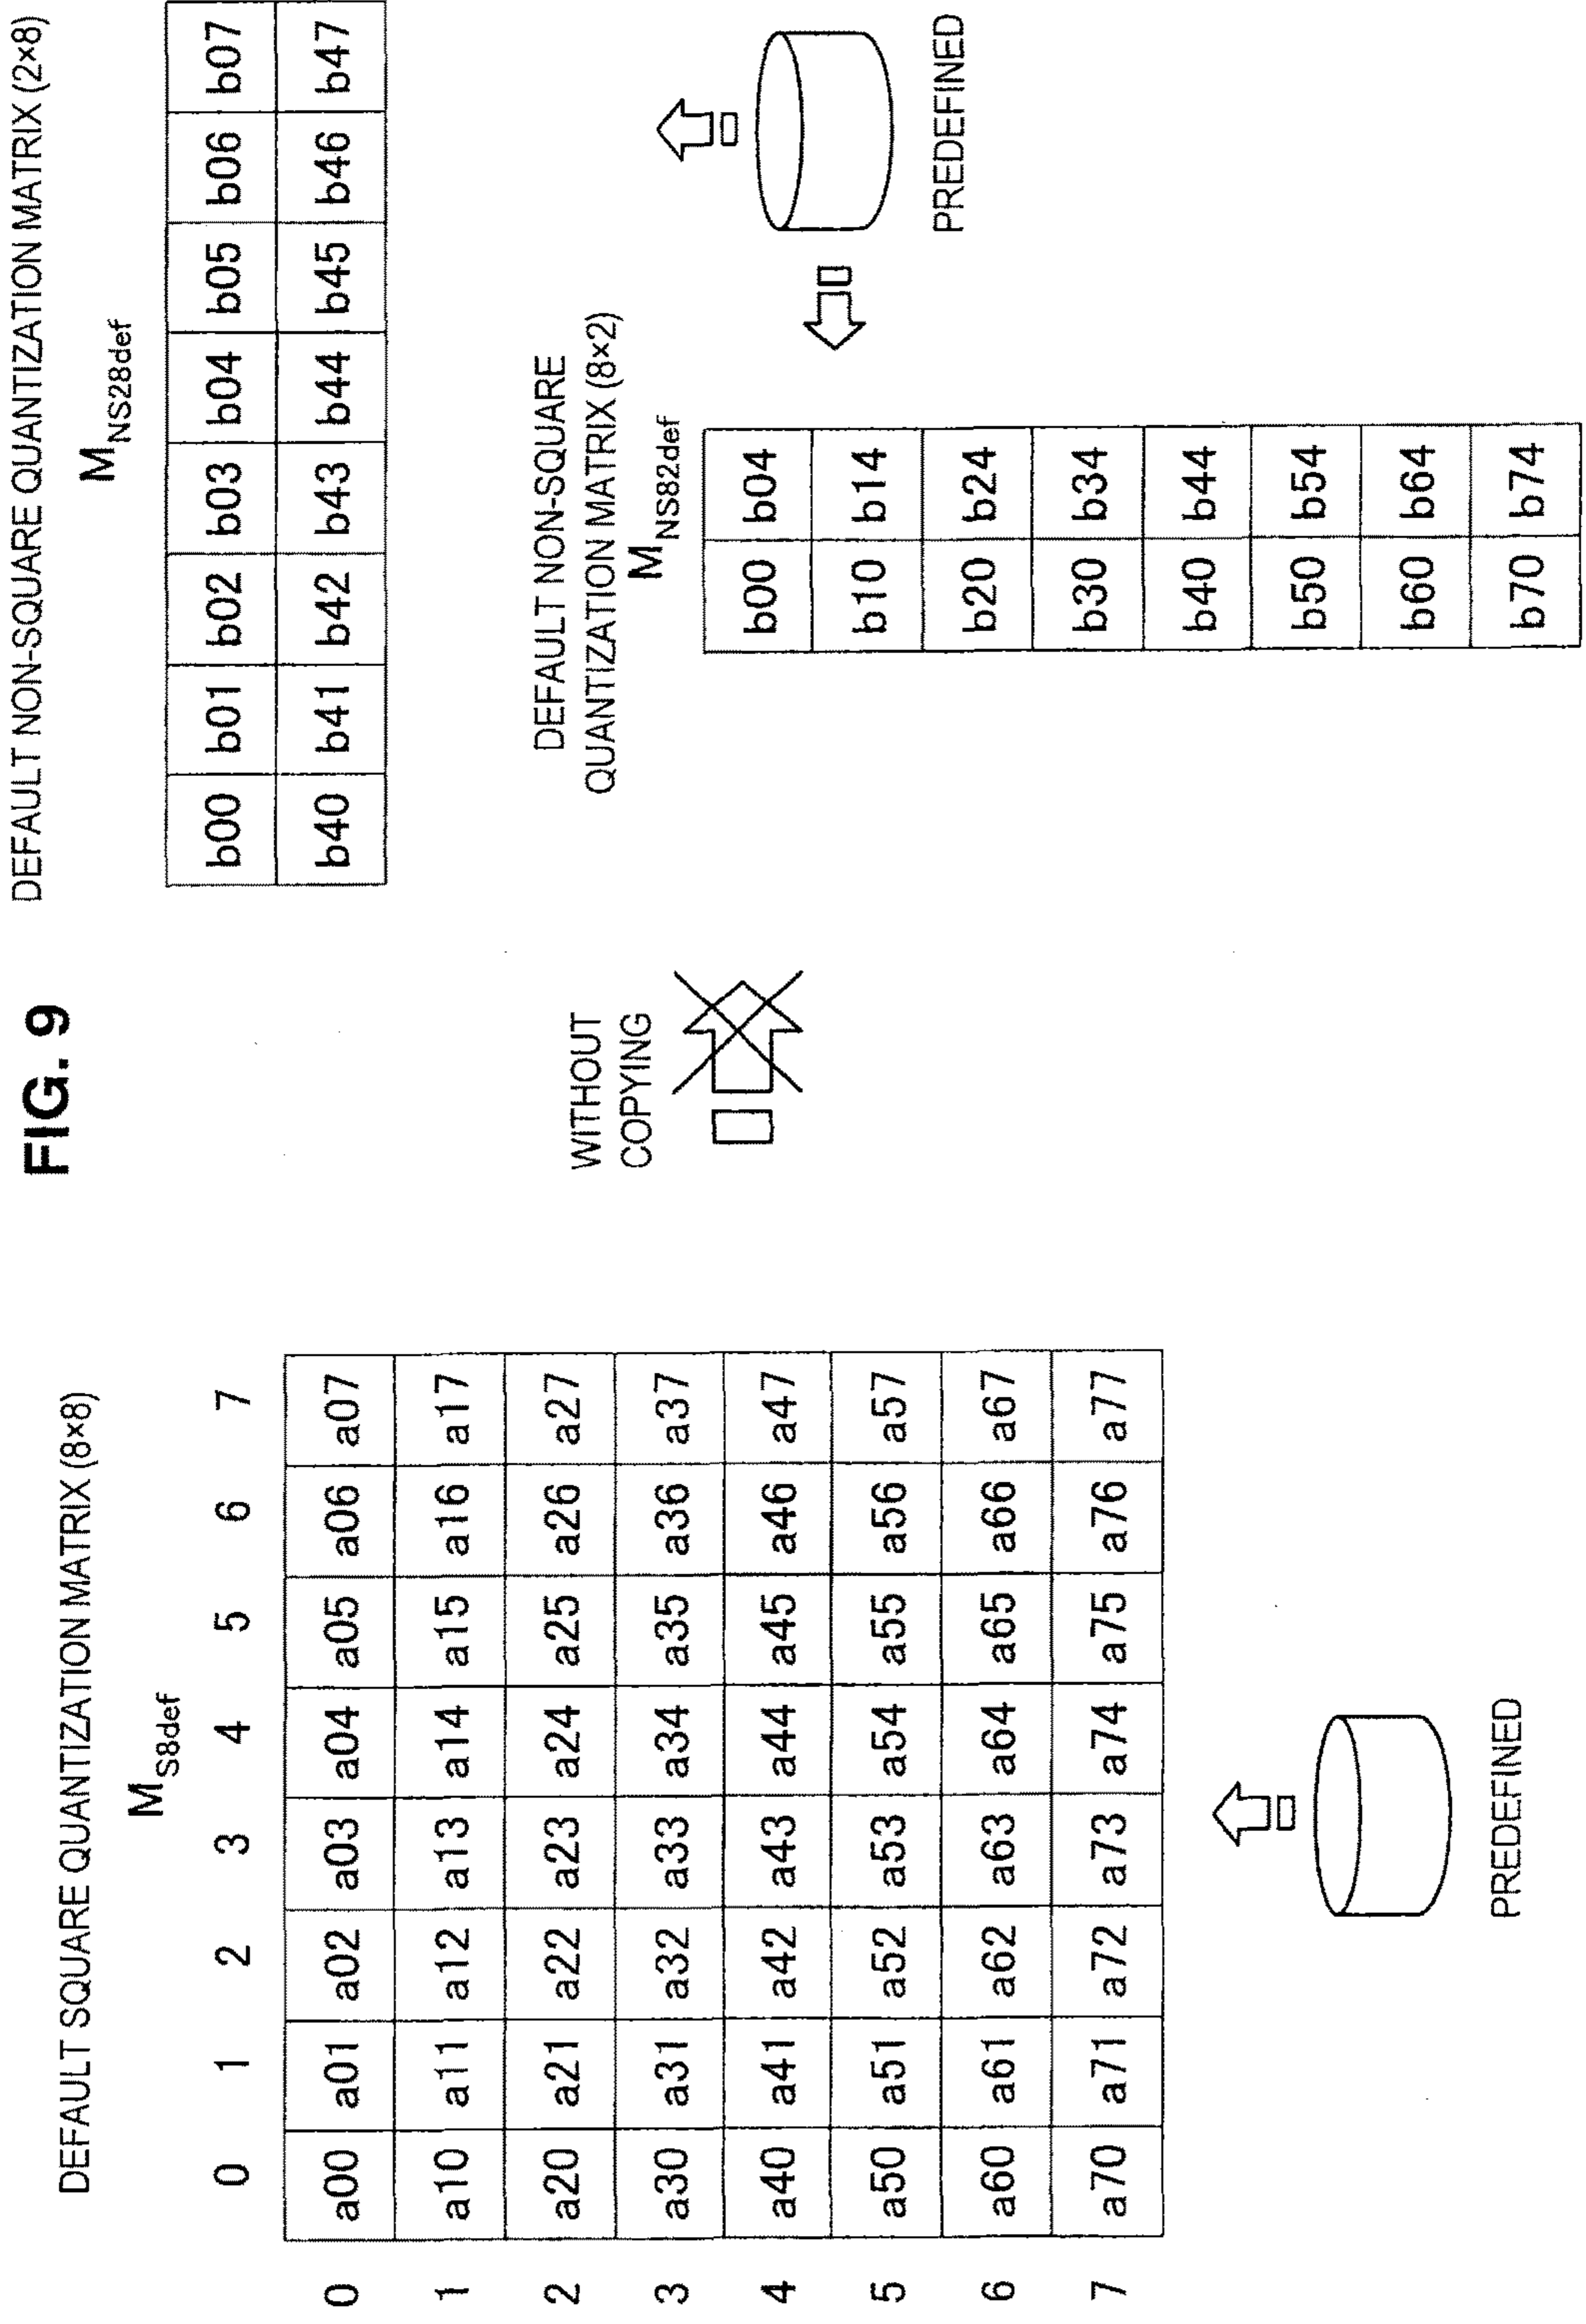 FIG. 9
DEFAULT SQUARE QUANTIZATION MATRIX (8×8)
MS8def
0 1 2 3 4 5 6 7
0 a00 a01 a02 a03 a04 a05 a06 a07
1 a10 a11 a12 a13 a14 a15 a16 a17
2 a20 a21 a22 a23 a24 a25 a26 a27
3 a30 a31 a32 a33 a34 a35 a36 a37
4 a40 a41 a42 a43 a44 a45 a46 a47
5 a50 a51 a52 a53 a54 a55 a56 a57
6 a60 a61 a62 a63 a64 a65 a66 a67
7 a70 a71 a72 a73 a74 a75 a76 a77
PREDEFINED
WITHOUT
COPYING
DEFAULT NON-SQUARE QUANTIZATION MATRIX (2×8)
MNS28def
b00 b01 b02 b03 b04 b05 b06 b07
b40 b41 b42 b43 b44 b45 b46 b47
DEFAULT NON-SQUARE
QUANTIZATION MATRIX (8×2)
MNS82def
b00 b04
b10 b14
b20 b24
b30 b34
b40 b44
b50 b54
b60 b64
b70 b74
PREDEFINED